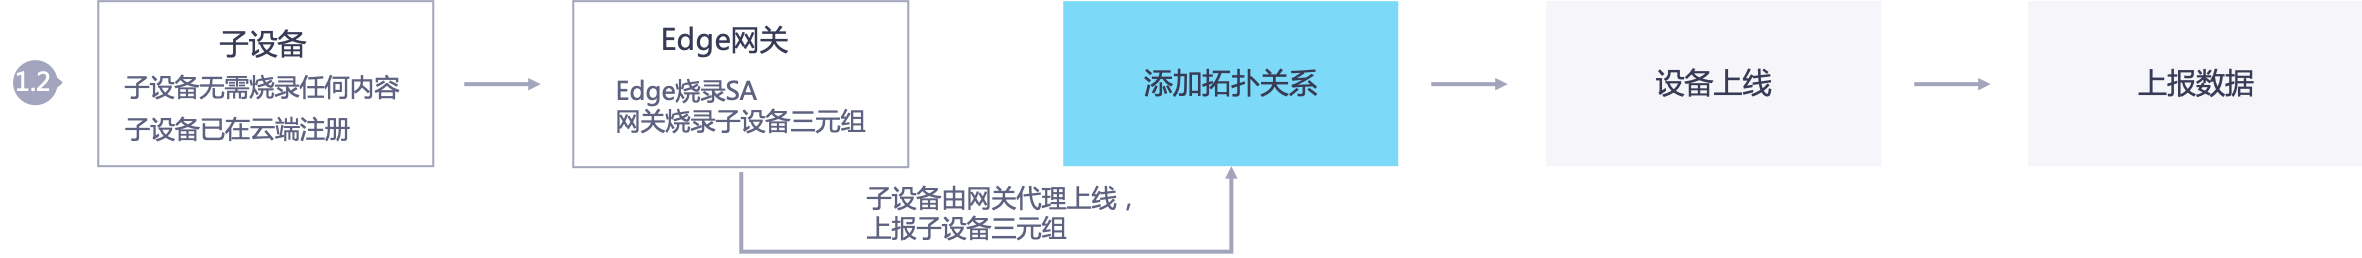 1.2
子设备
子设备无需烧录任何内容
子设备已在云端注册
Edge网关
Edge烧录SA
网关烧录子设备三元组
子设备由网关代理上线，
上报子设备三元组
添加拓扑关系
设备上线
上报数据